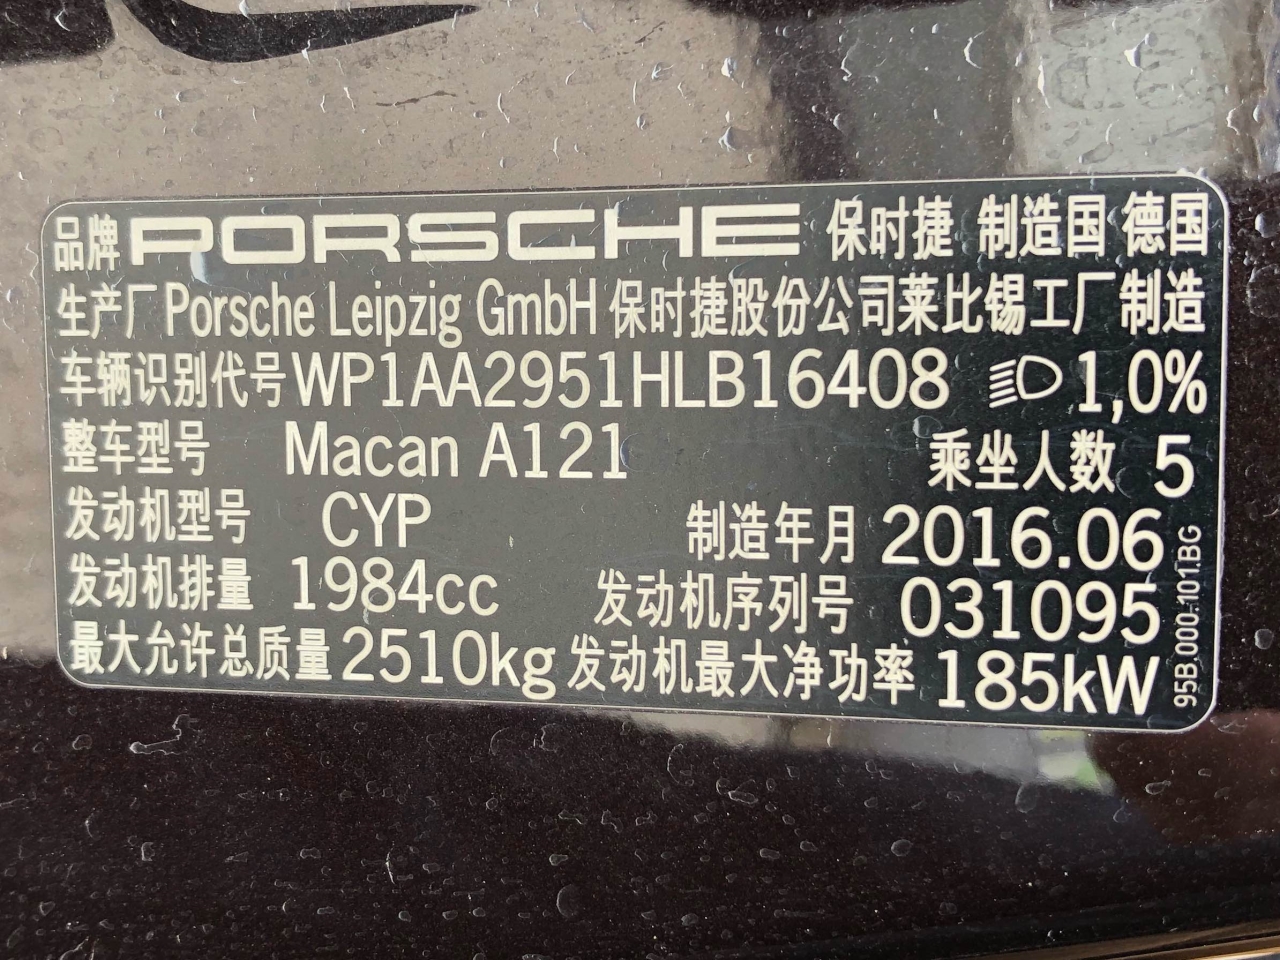 品牌 PORSCHE 保时捷 制造国 德国
生产厂 Porsche Leipzig GmbH 保时捷股份公司莱比锡工厂 制造
车辆识别代号 WP1AA2951HLB16408 1,0%
整车型号 Macan A121 乘坐人数 5
发动机型号 CYP 制造年月 2016.06
发动机排量 1984cc 发动机序列号 031095
最大允许总质量 2510kg 发动机最大净功率 185kW
95B.000.101.BG